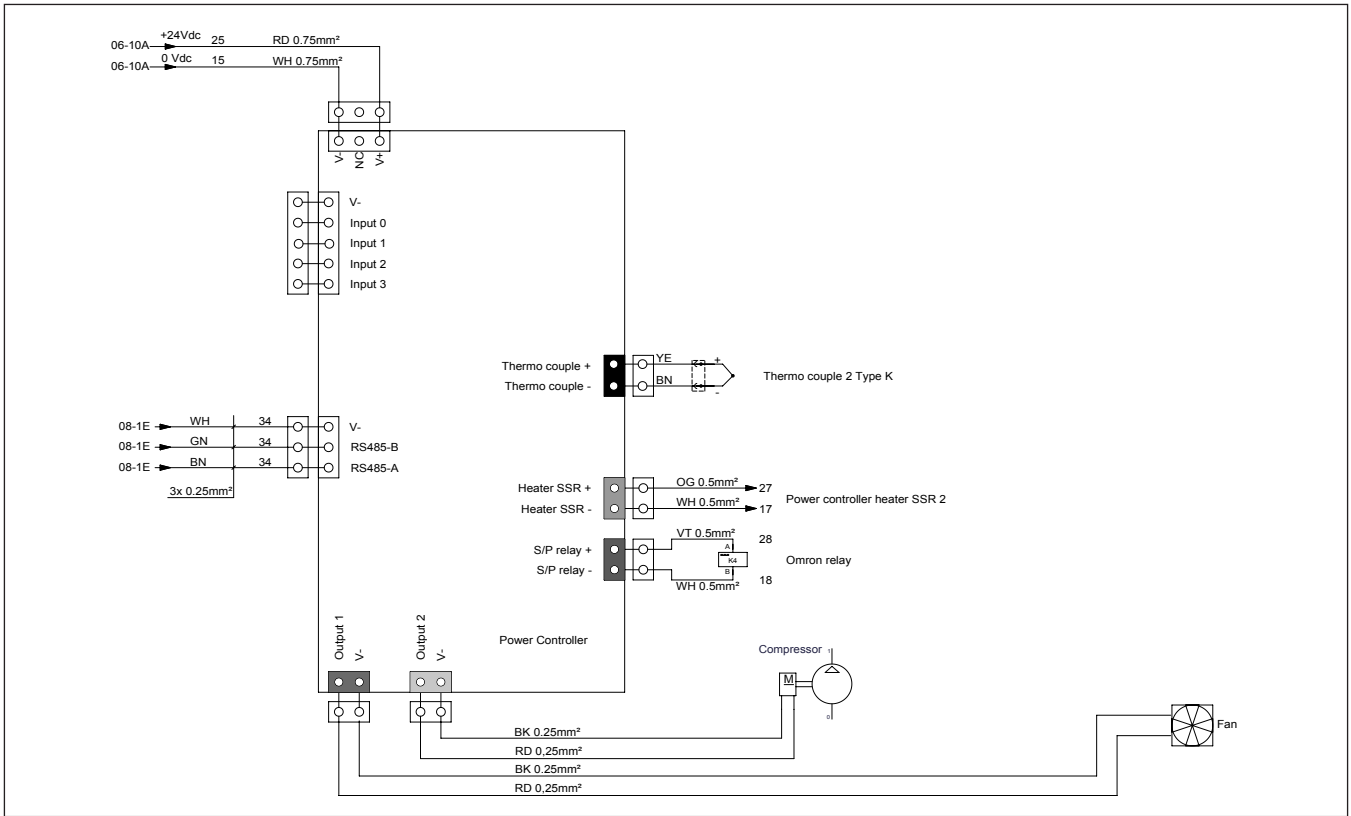 +24Vdc
06-10A 25 RD 0.75mm²
0 Vdc
06-10A 15 WH 0.75mm²
V- NC V+
V-
Input 0
Input 1
Input 2
Input 3
Thermo couple + YE +
Thermo couple 2 Type K
Thermo couple - BN -
08-1E WH 34 V-
08-1E GN 34 RS485-B
08-1E BN 34 RS485-A
3x 0.25mm²
Heater SSR + OG 0.5mm² 27
Power controller heater SSR 2
Heater SSR - WH 0.5mm² 17
VT 0.5mm² 28
S/P relay + A
K4 Omron relay
S/P relay - B
WH 0.5mm² 18
Output 1 V- Output 2 V-
Power Controller
Compressor 1
M
0
Fan
BK 0.25mm²
RD 0,25mm²
BK 0.25mm²
RD 0,25mm²